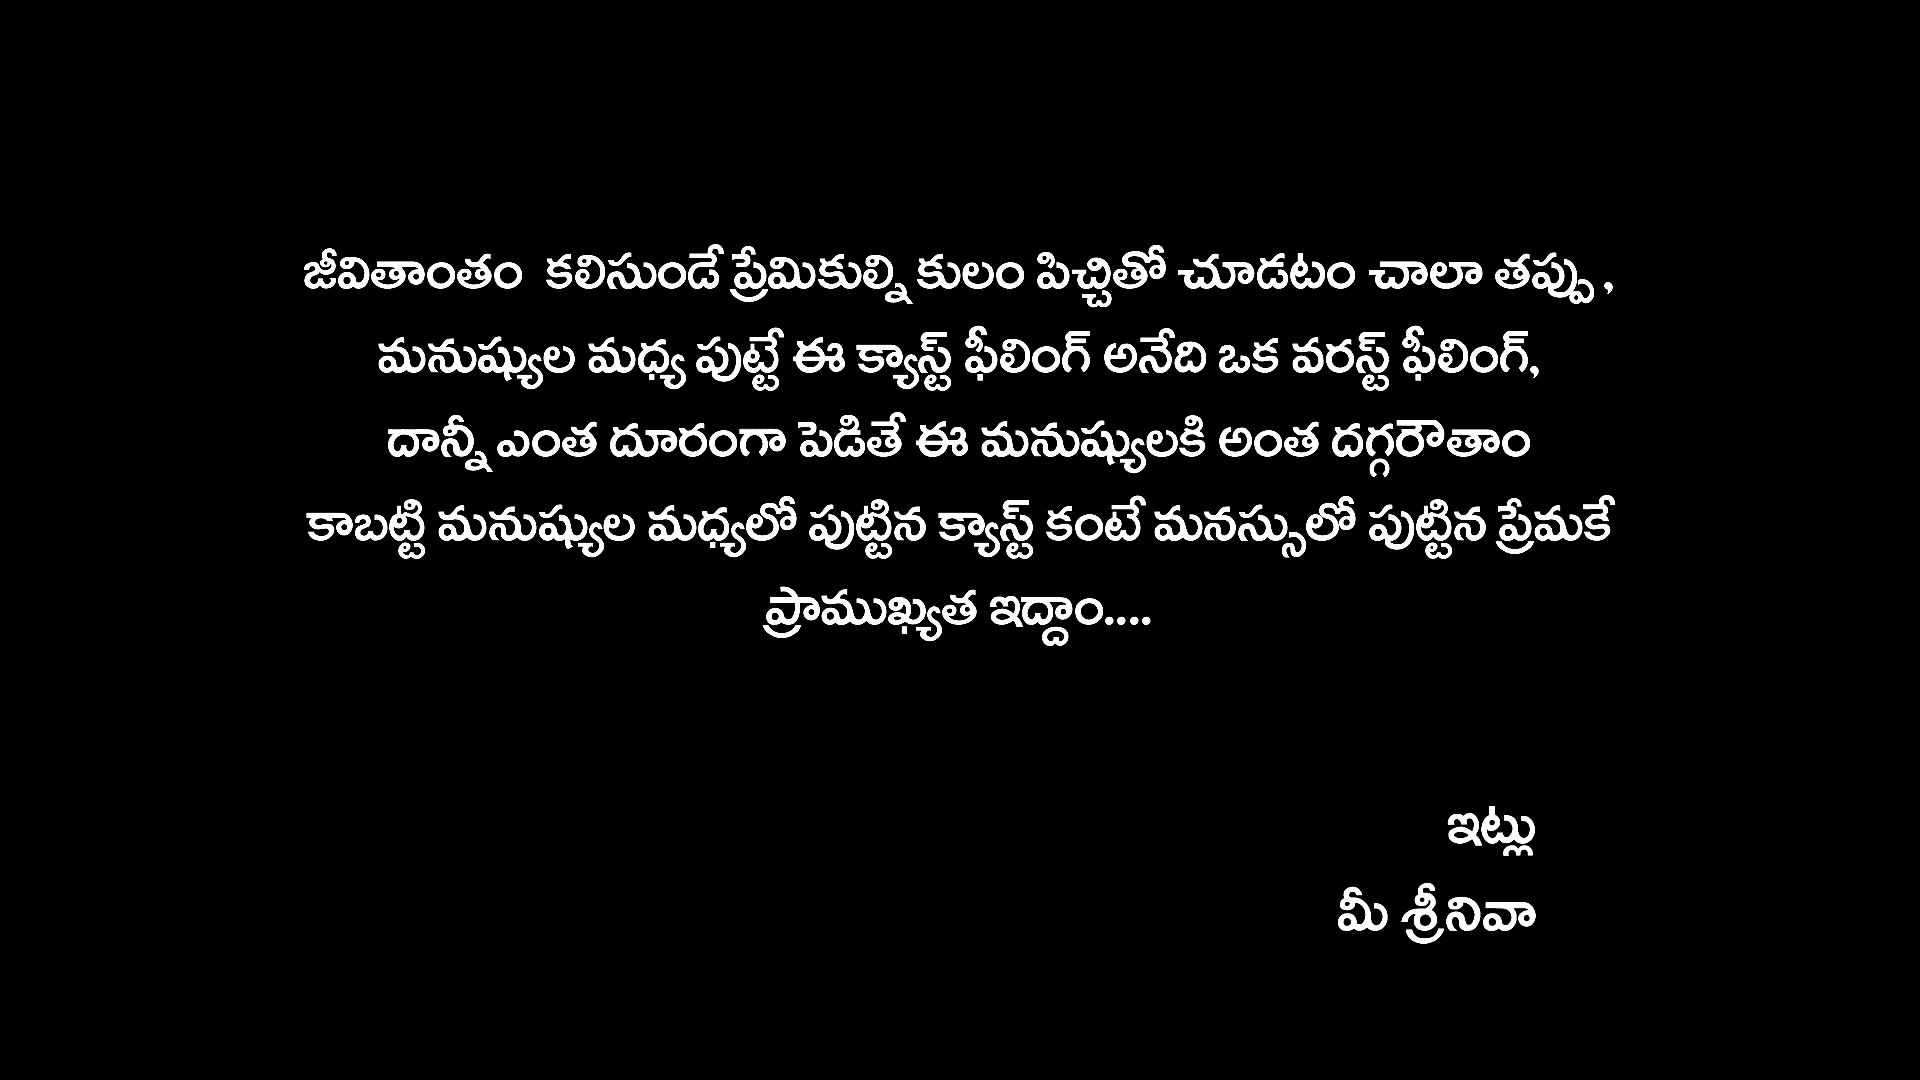 జీవితాంతం కలిసుండే ప్రేమికుల్ని కులం పిచ్చితో చూడటం చాలా తప్పు ,
మనుష్యుల మధ్య పుట్టే ఈ క్యాస్ట్ ఫీలింగ్ అనేది ఒక వరస్ట్ ఫీలింగ్,
దాన్నీ ఎంత దూరంగా పెడితే ఈ మనుష్యులకి అంత దగ్గరౌతాం
కాబట్టి మనుష్యుల మధ్యలో పుట్టిన క్యాస్ట్ కంటే మనస్సులో పుట్టిన ప్రేమకే
ప్రాముఖ్యత ఇద్దాం....
ఇట్లు
మీ శ్రీనివా